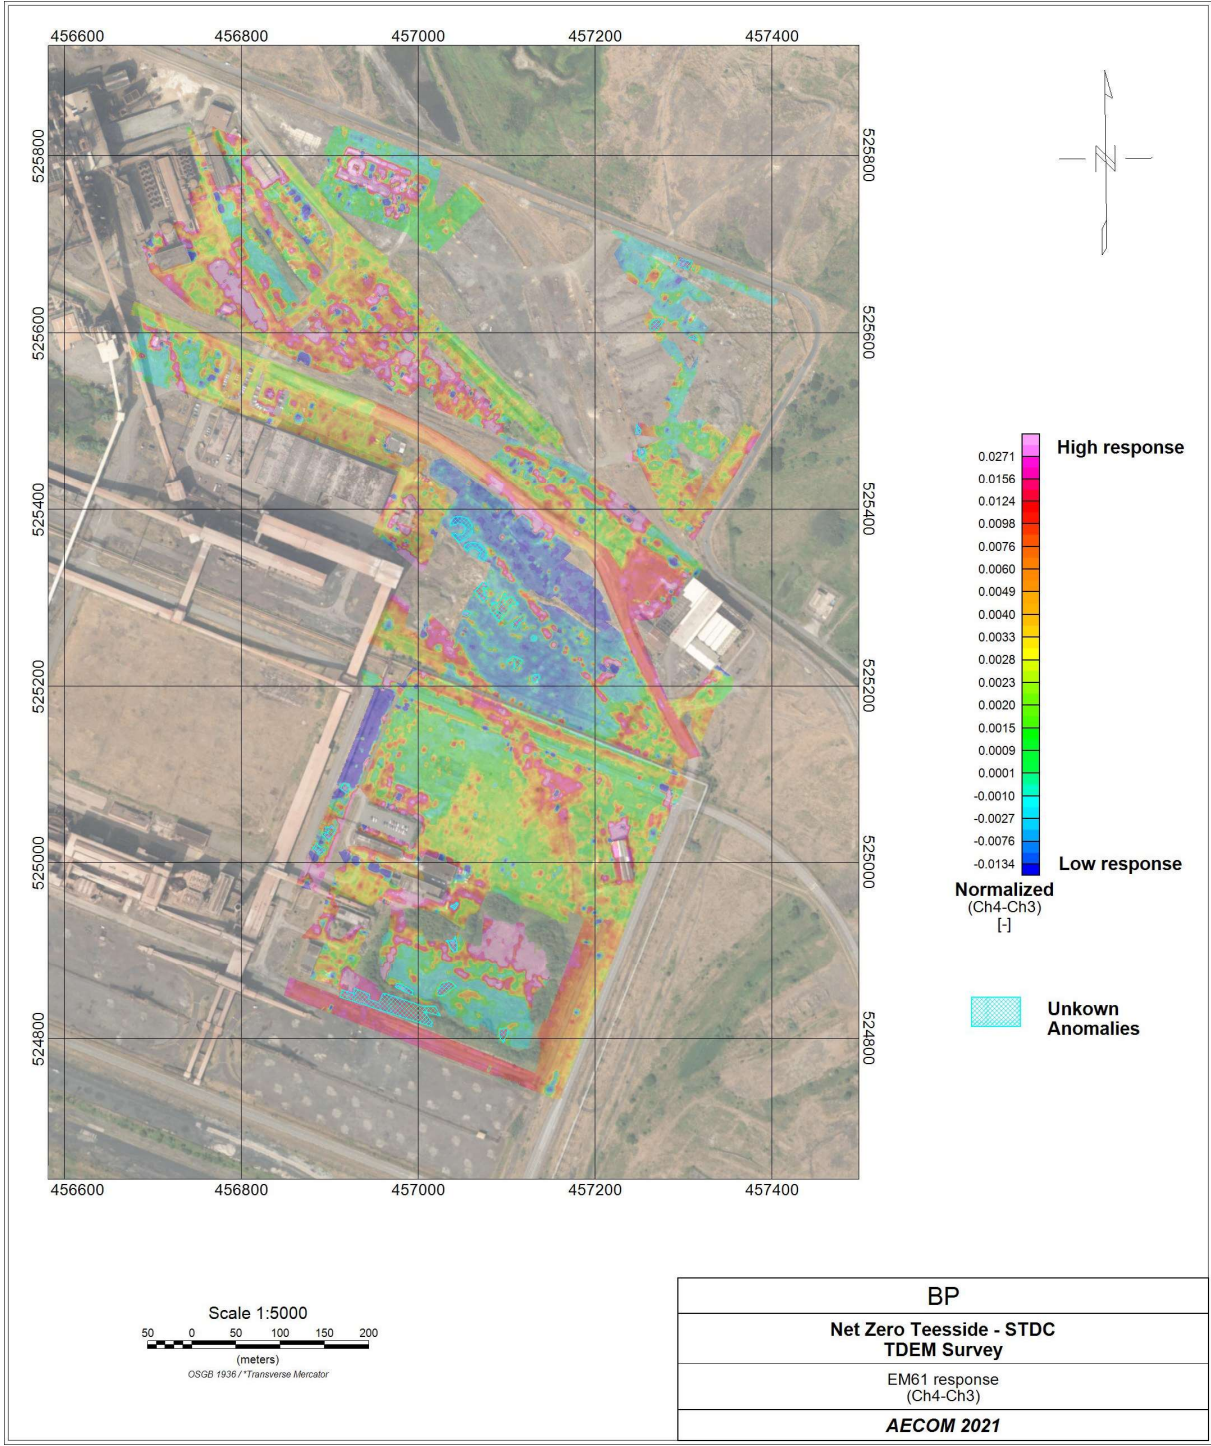 456600 456800 457000 457200 457400
525800 525800
525600 525600
525400 525400
525200 525200
525000 525000
524800 524800
456600 456800 457000 457200 457400
N
High response
0.0271
0.0156
0.0124
0.0098
0.0076
0.0060
0.0049
0.0040
0.0033
0.0028
0.0023
0.0020
0.0015
0.0009
0.0001
-0.0010
-0.0027
-0.0076
-0.0134
Low response
Normalized
(Ch4-Ch3)
[-]
Unkown
Anomalies
Scale 1:5000
50 0 50 100 150 200
(meters)
OSGB 1936 / *Transverse Mercator
BP
Net Zero Teesside - STDC
TDEM Survey
EM61 response
(Ch4-Ch3)
AECOM 2021